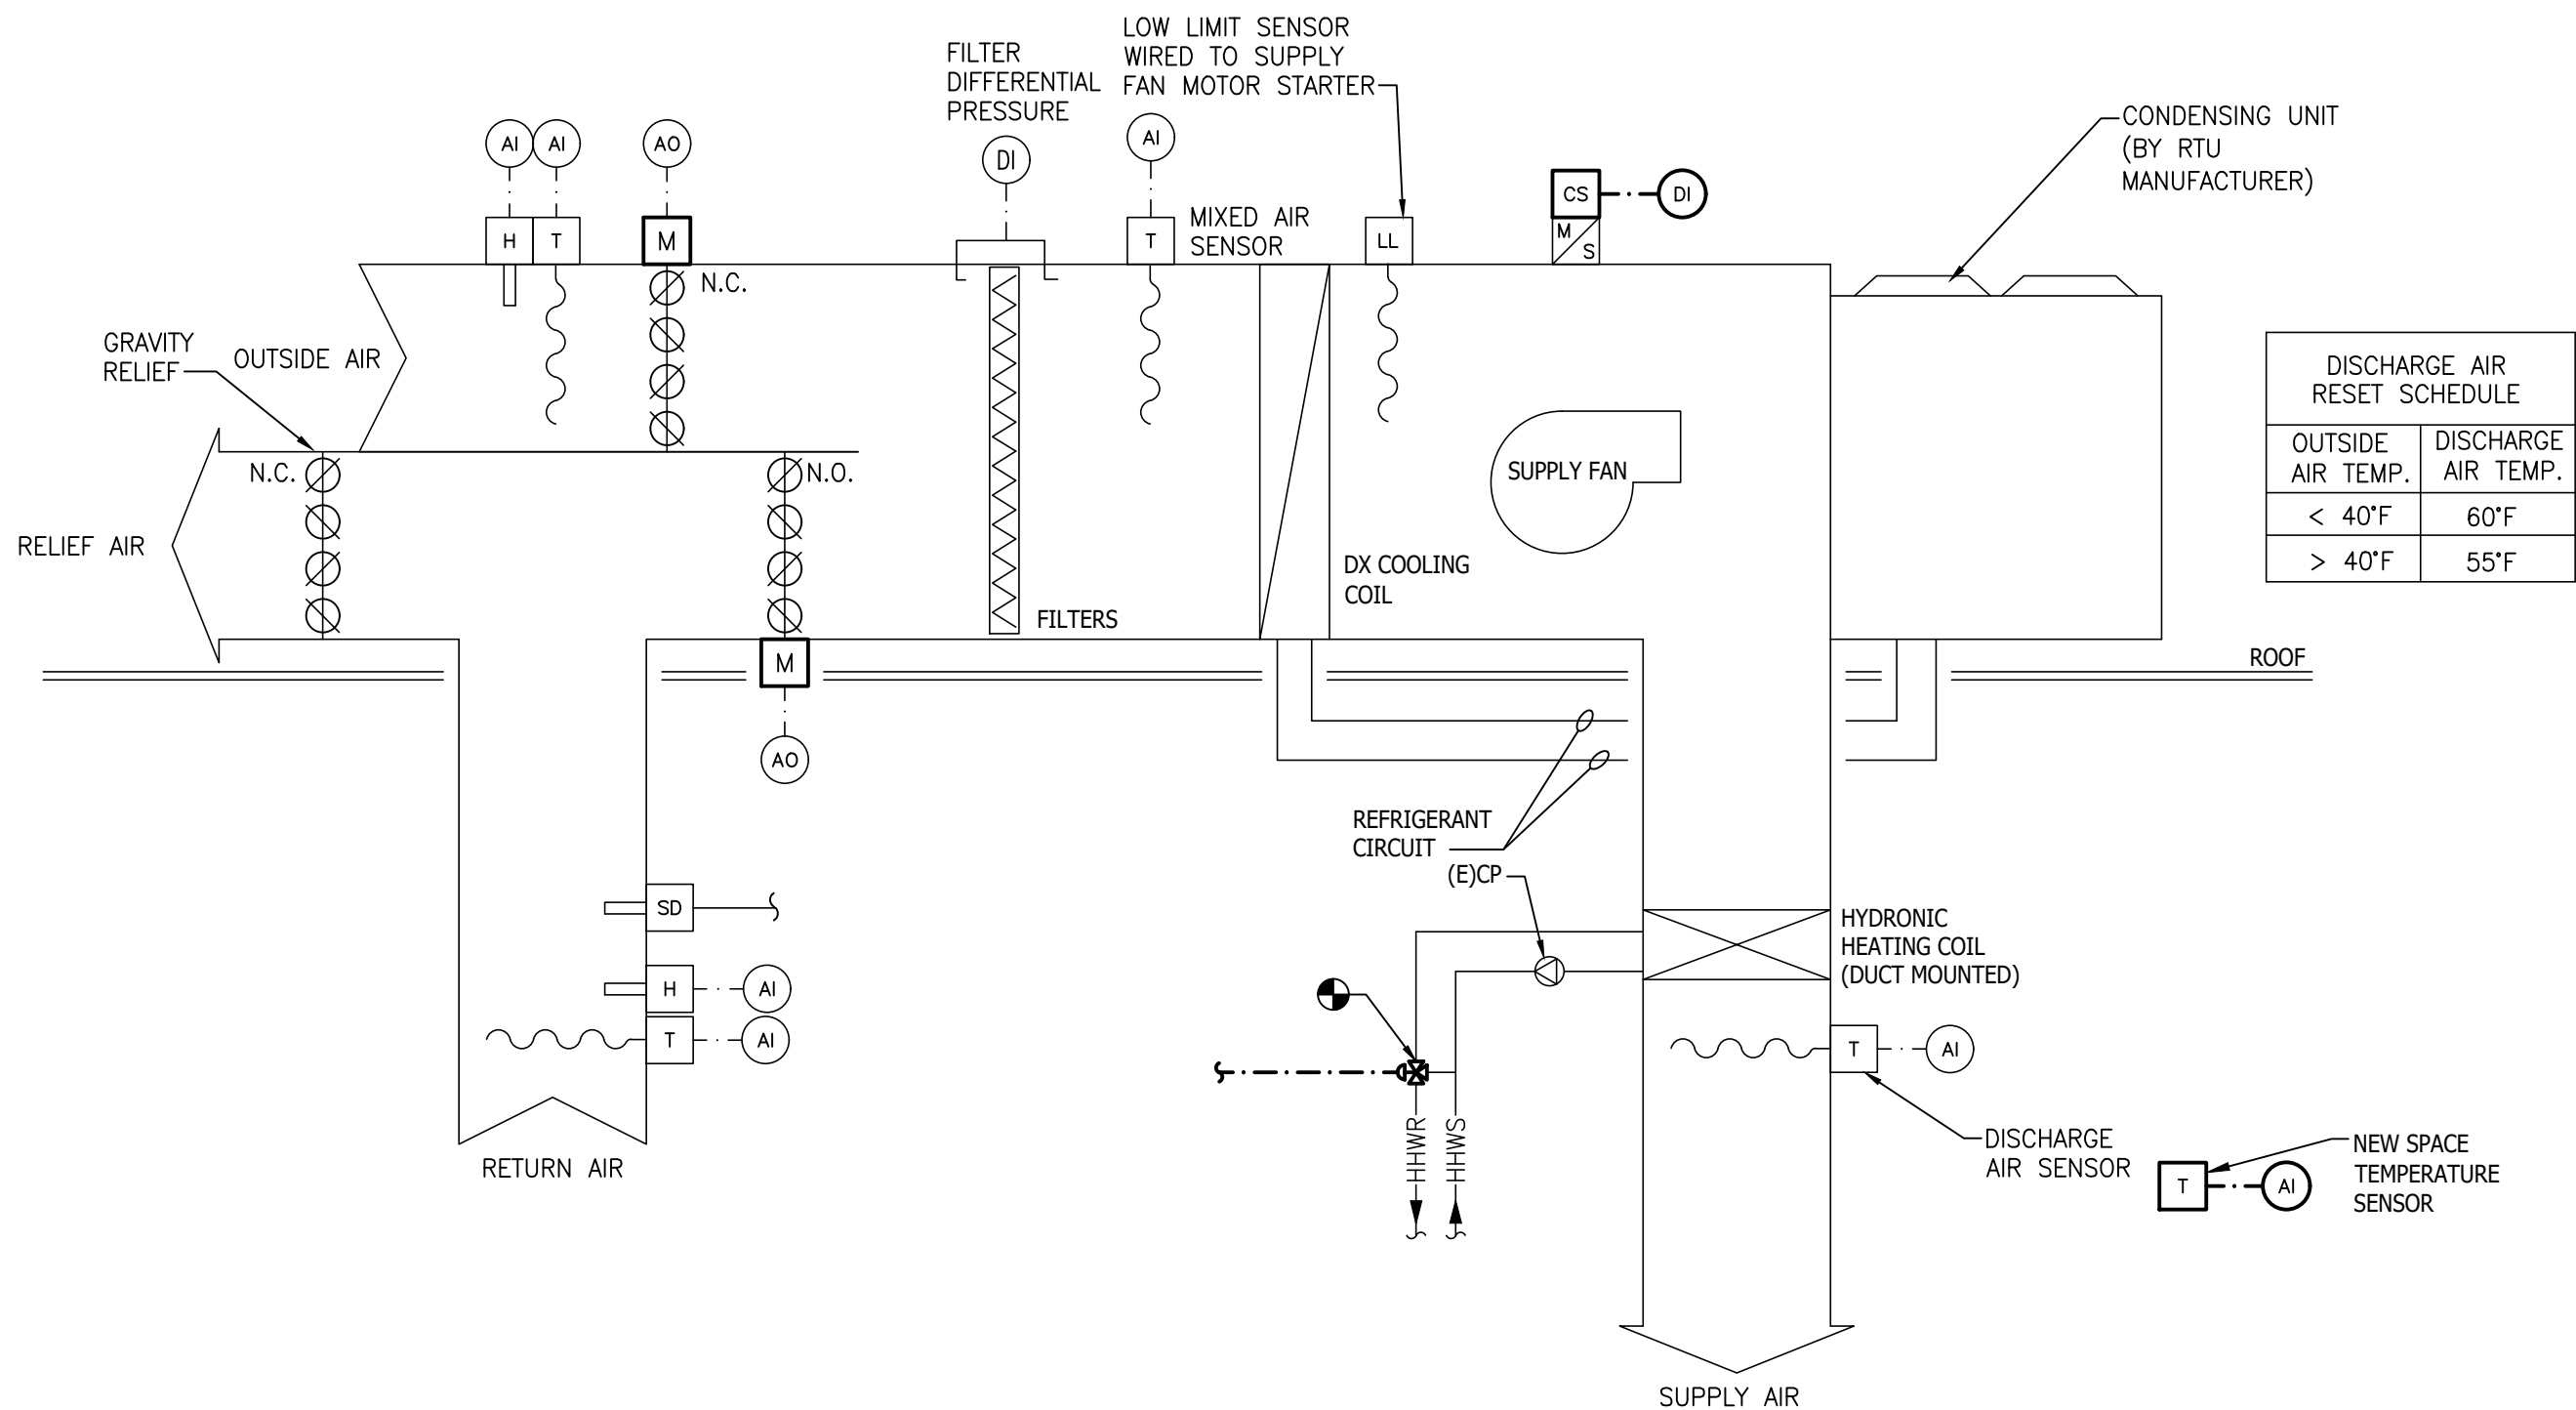 LOW LIMIT SENSOR
WIRED TO SUPPLY
FAN MOTOR STARTER
FILTER
DIFFERENTIAL
PRESSURE
CONDENSING UNIT
(BY RTU
MANUFACTURER)
AI
AI
AO
DI
AI
CS
DI
M
S
H
T
M
T
MIXED AIR
SENSOR
LL
N.C.
GRAVITY
RELIEF
OUTSIDE AIR
DISCHARGE AIR
RESET SCHEDULE
OUTSIDE
AIR TEMP.
DISCHARGE
AIR TEMP.
< 40°F
60°F
> 40°F
55°F
N.C.
N.O.
SUPPLY FAN
RELIEF AIR
DX COOLING
COIL
FILTERS
M
ROOF
AO
REFRIGERANT
CIRCUIT
(E)CP
SD
HYDRONIC
HEATING COIL
(DUCT MOUNTED)
H
AI
T
AI
T
AI
HHWR
HHWS
DISCHARGE
AIR SENSOR
NEW SPACE
TEMPERATURE
SENSOR
T
AI
RETURN AIR
SUPPLY AIR